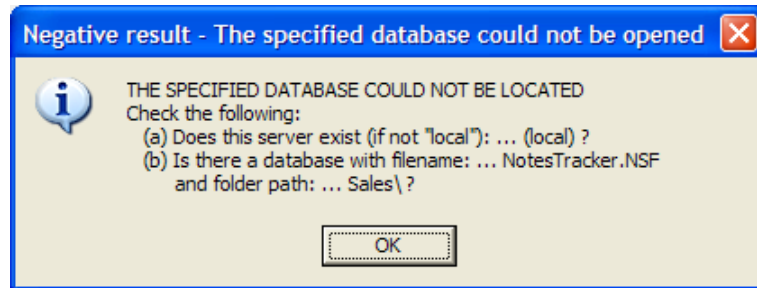 Negative result - The specified database could not be opened
THE SPECIFIED DATABASE COULD NOT BE LOCATED
Check the following:
(a) Does this server exist (if not "local"): ... (local) ?
(b) Is there a database with filename: ... NotesTracker.NSF
and folder path: ... Sales\ ?
OK